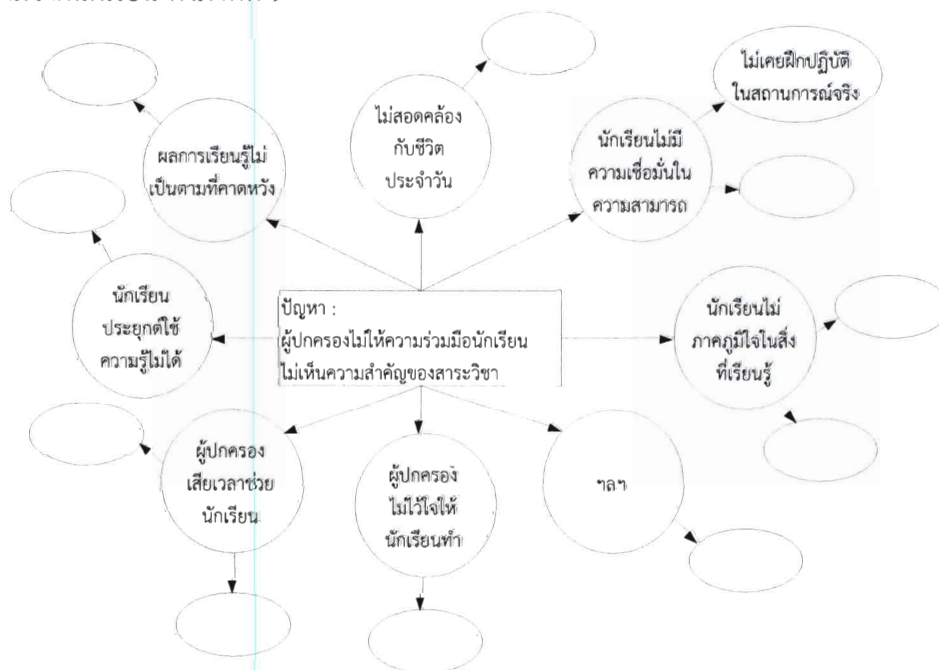 ไม่สอดคล้อง
กับชีวิต
ประจำวัน
ไม่เคยฝึกปฏิบัติ
ในสถานการณ์จริง
ผลการเรียนรู้ไม่
เป็นตามที่คาดหวัง
นักเรียนไม่มี
ความเชื่อมั่นใน
ความสามารถ
นักเรียน
ประยุกต์ใช้
ความรู้ไม่ได้
ปัญหา :
ผู้ปกครองไม่ให้ความร่วมมือนักเรียน
ไม่เห็นความสำคัญของสาระวิชา
นักเรียนไม่
ภาคภูมิใจในสิ่ง
ที่เรียนรู้
ผู้ปกครอง
เสียเวลาช่วย
นักเรียน
ผู้ปกครอง
ไม่ไว้ใจให้
นักเรียนทำ
ฯลฯ